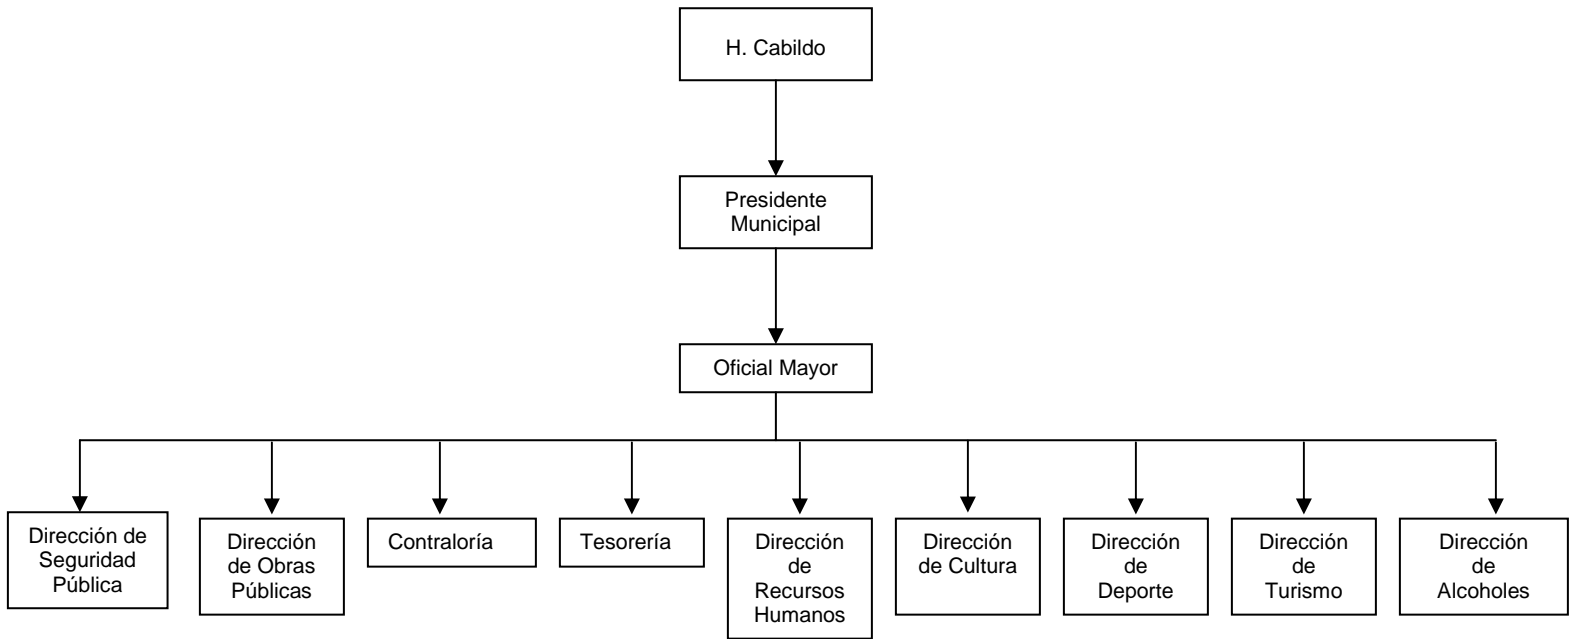 H. Cabildo
Presidente
Municipal
Oficial Mayor
Dirección de
Seguridad
Pública
Dirección
de Obras
Públicas
Contraloría
Tesorería
Dirección
de
Recursos
Humanos
Dirección
de Cultura
Dirección
de
Deporte
Dirección
de
Turismo
Dirección
de
Alcoholes